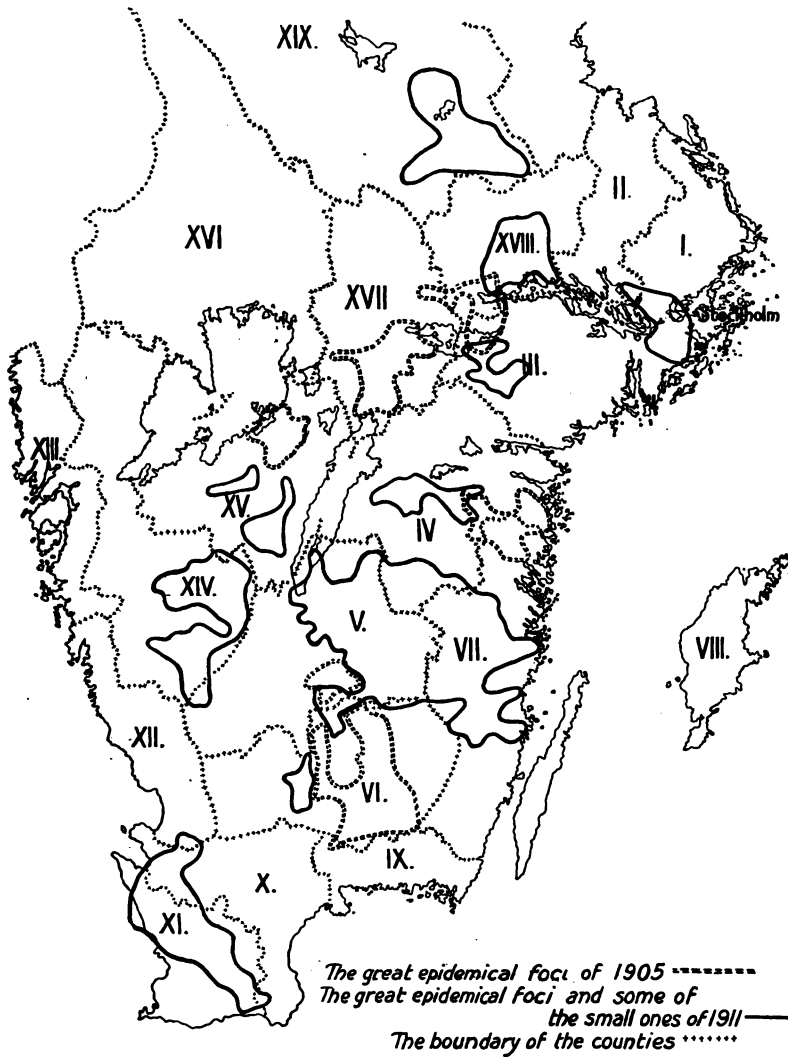 XIX.
II.
XVI
XVIII.
I.
XVII
Stockholm
III.
XIII
XV.
IV
XIV.
V.
VII.
VIII.
XII.
VI.
IX.
X.
XI.
The great epidemical foci of 1905
The great epidemical foci and some of
the small ones of 1911
The boundary of the counties